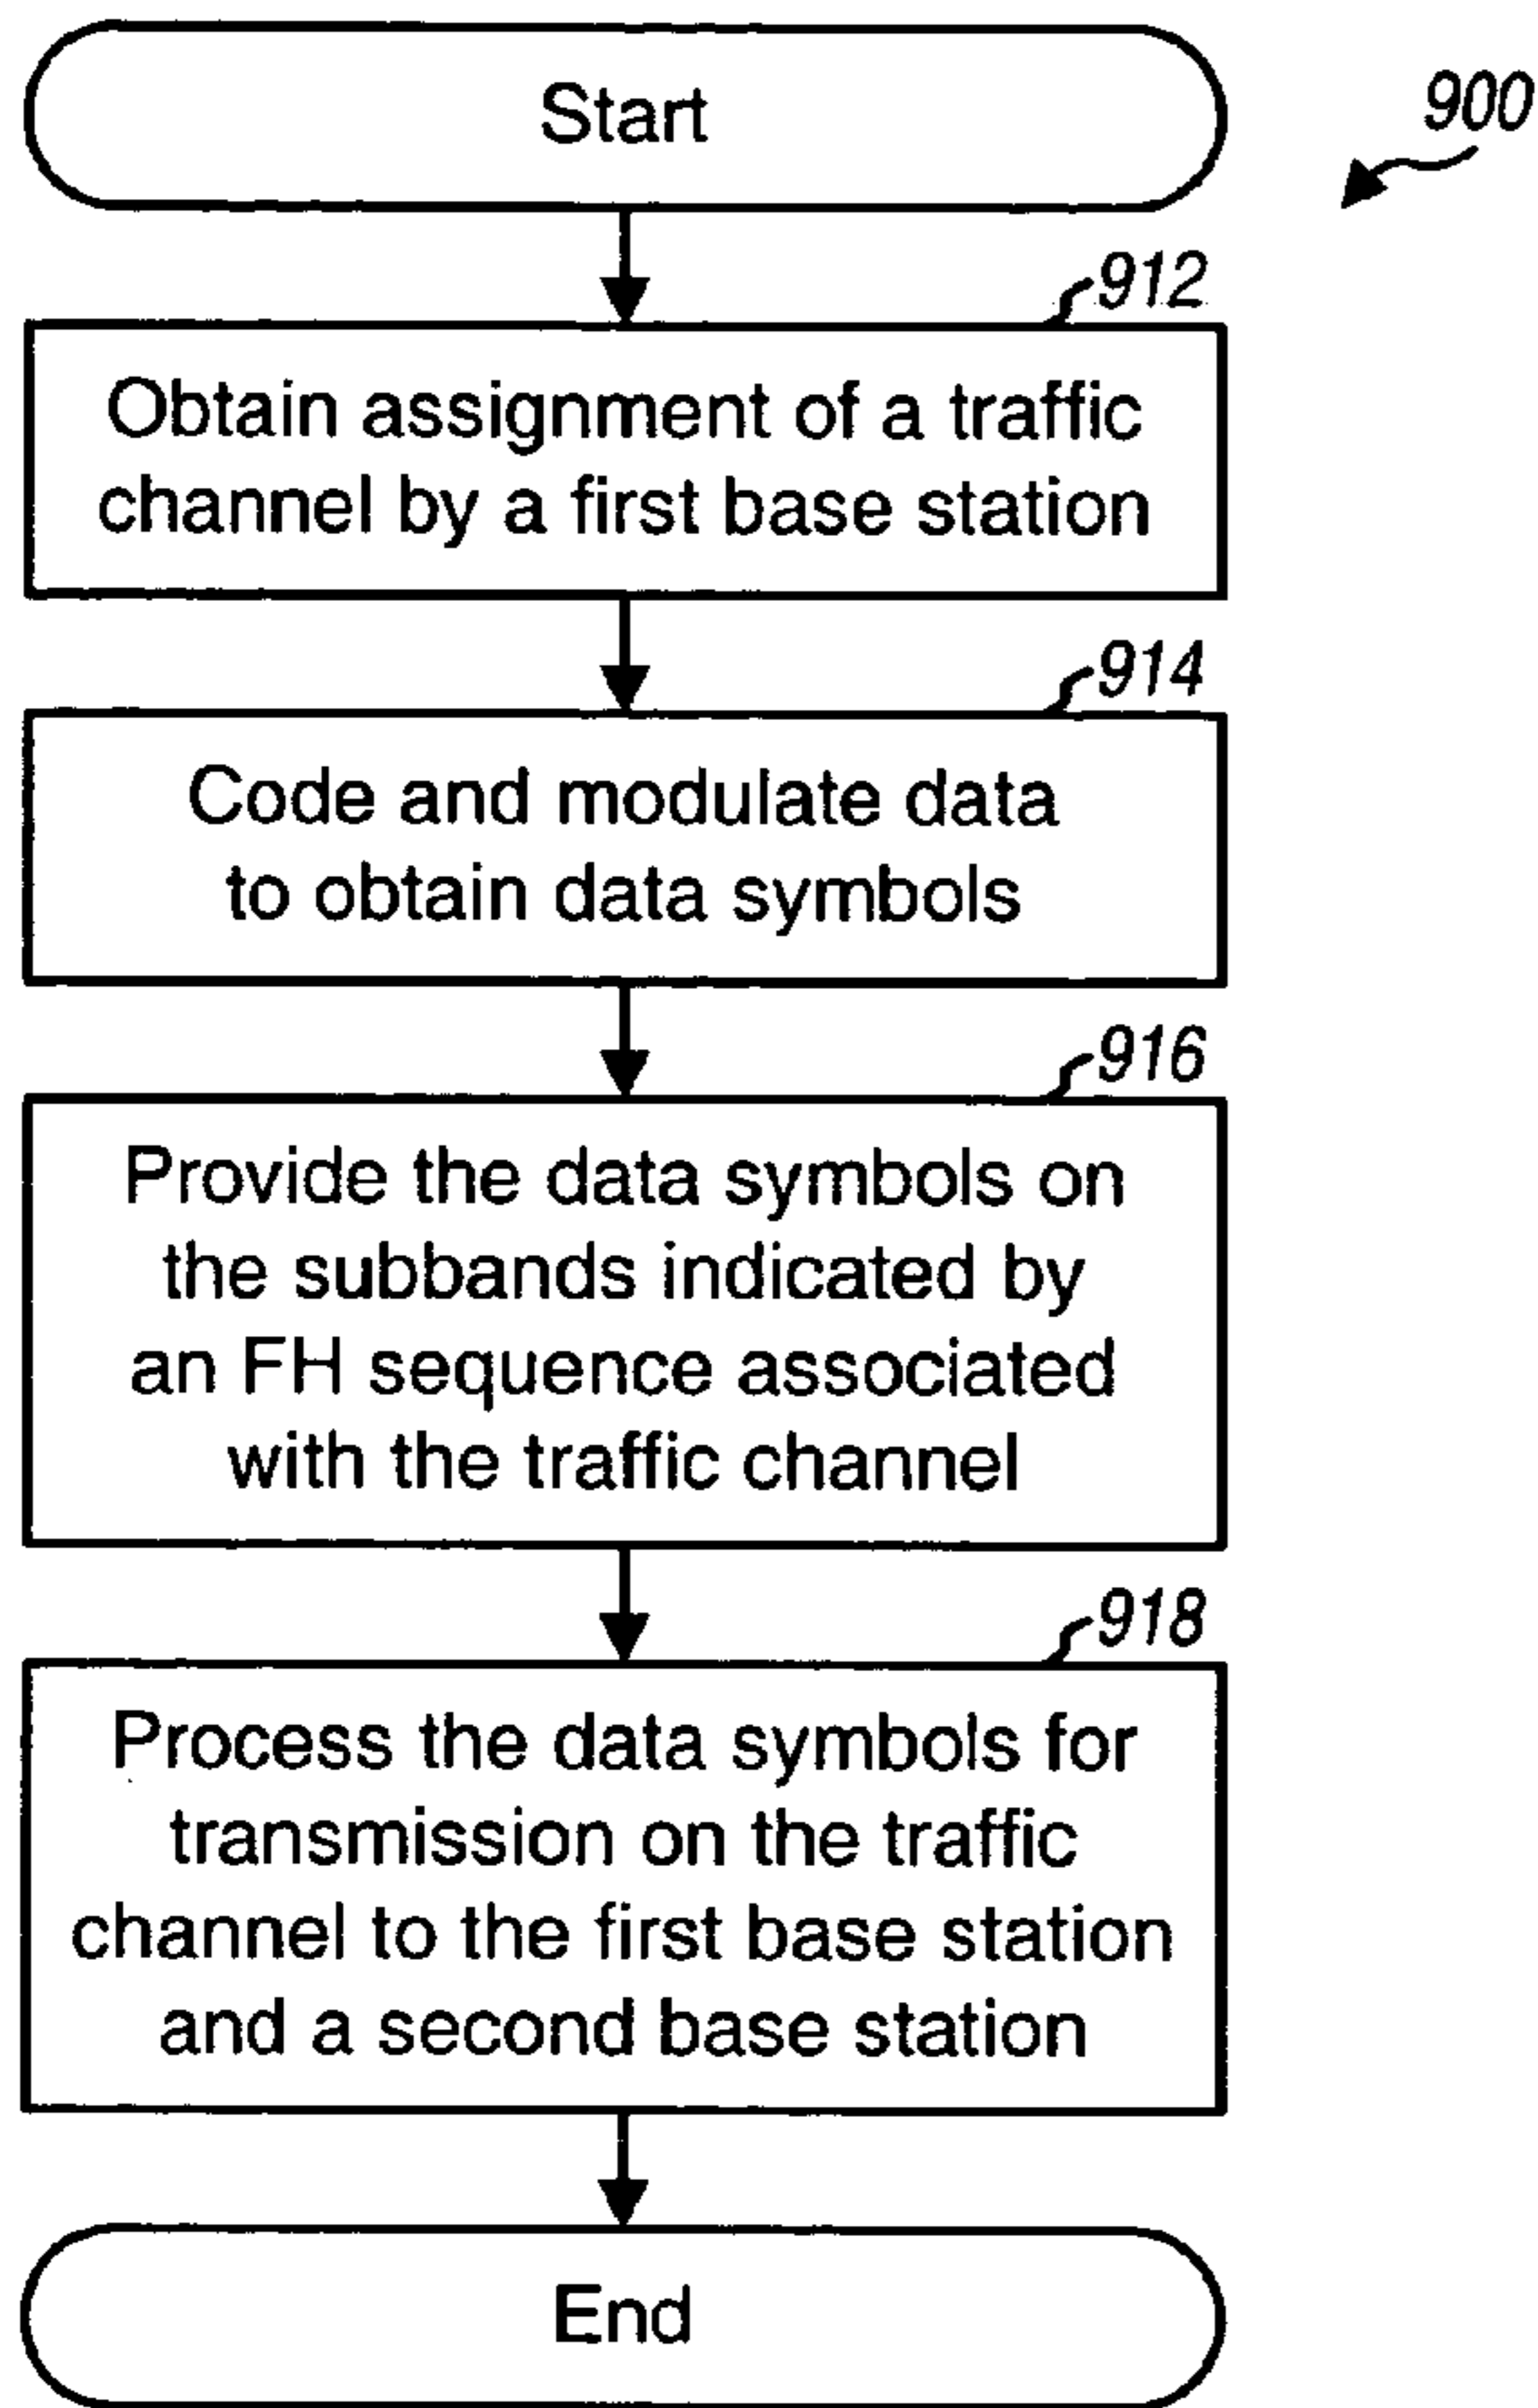 Start
900
912
Obtain assignment of a traffic
channel by a first base station
914
Code and modulate data
to obtain data symbols
916
Provide the data symbols on
the subbands indicated by
an FH sequence associated
with the traffic channel
918
Process the data symbols for
transmission on the traffic
channel to the first base station
and a second base station
End